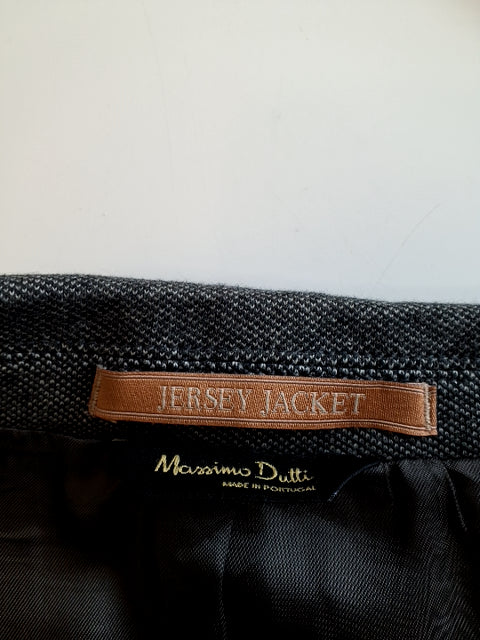 JERSEY JACKET
Massimo Dutti
MADE IN PORTUGAL